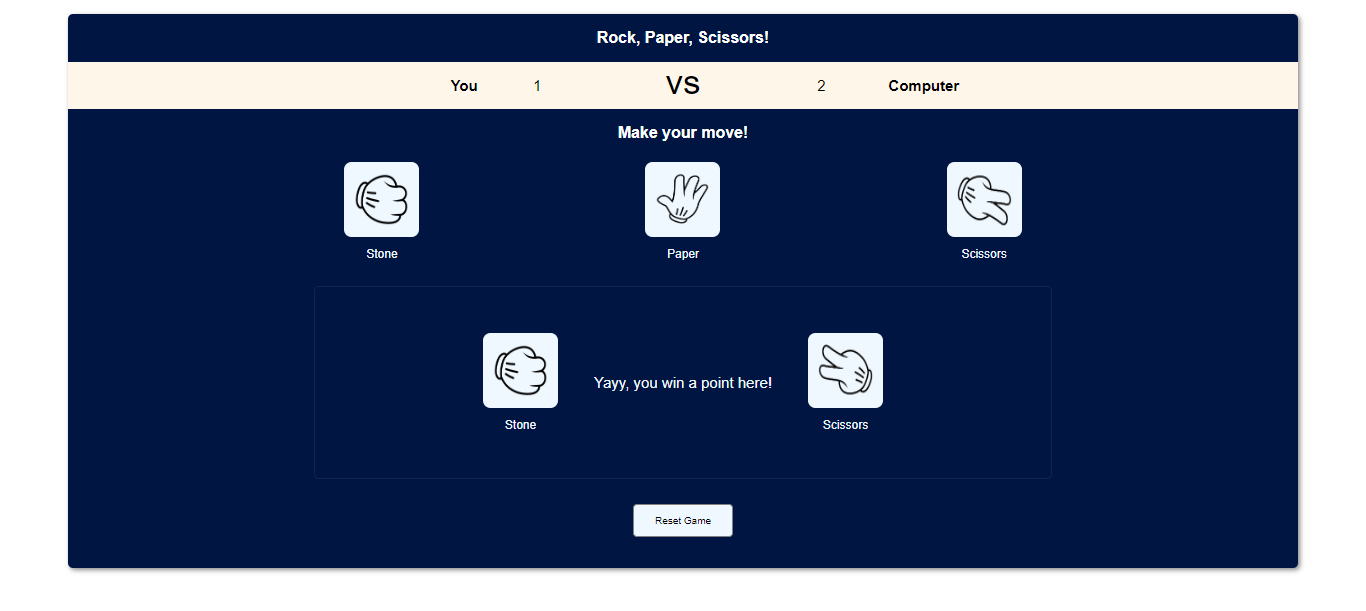 Rock, Paper, Scissors!
You 1 VS 2 Computer
Make your move!
Stone Paper Scissors
Yayy, you win a point here!
Stone Scissors
Reset Game